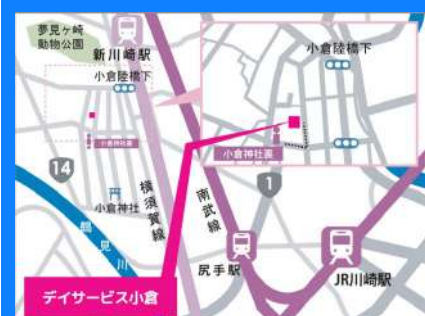 夢見ヶ崎
動物公園
新川崎駅
小倉陸橋下
小倉陸橋下
小倉神社裏
小倉神社裏
14
1
小倉神社
横須賀線
南武線
鶴見川
尻手駅
JR川崎駅
デイサービス小倉